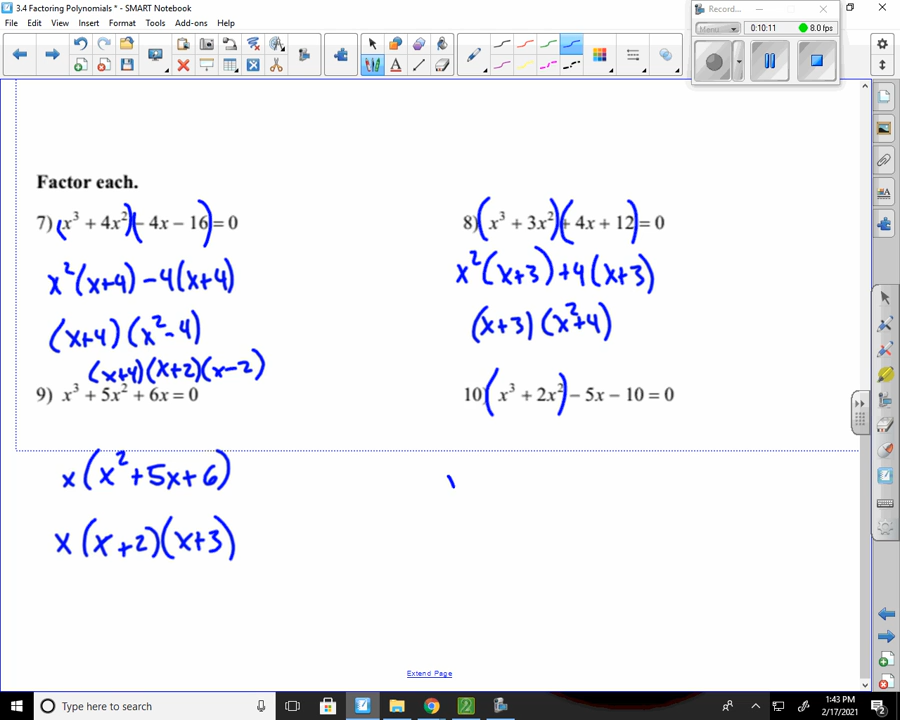 3.4 Factoring Polynomials * - SMART Notebook
Record...
File Edit View Insert Format Tools Add-ons Help
Menu
0:10:11
8.0 fps
Factor each.
7) (x³ + 4x²)(- 4x - 16) = 0
x²(x+4) - 4(x+4)
(x+4)(x²-4)
(x+4)(x+2)(x-2)
8) (x³ + 3x²)(+ 4x + 12) = 0
x²(x+3) + 4(x+3)
(x+3)(x²+4)
9) x³ + 5x² + 6x = 0
x(x²+5x+6)
x(x+2)(x+3)
10) (x³ + 2x²) - 5x - 10 = 0
Extend Page
Type here to search
1:43 PM
2/17/2021
2